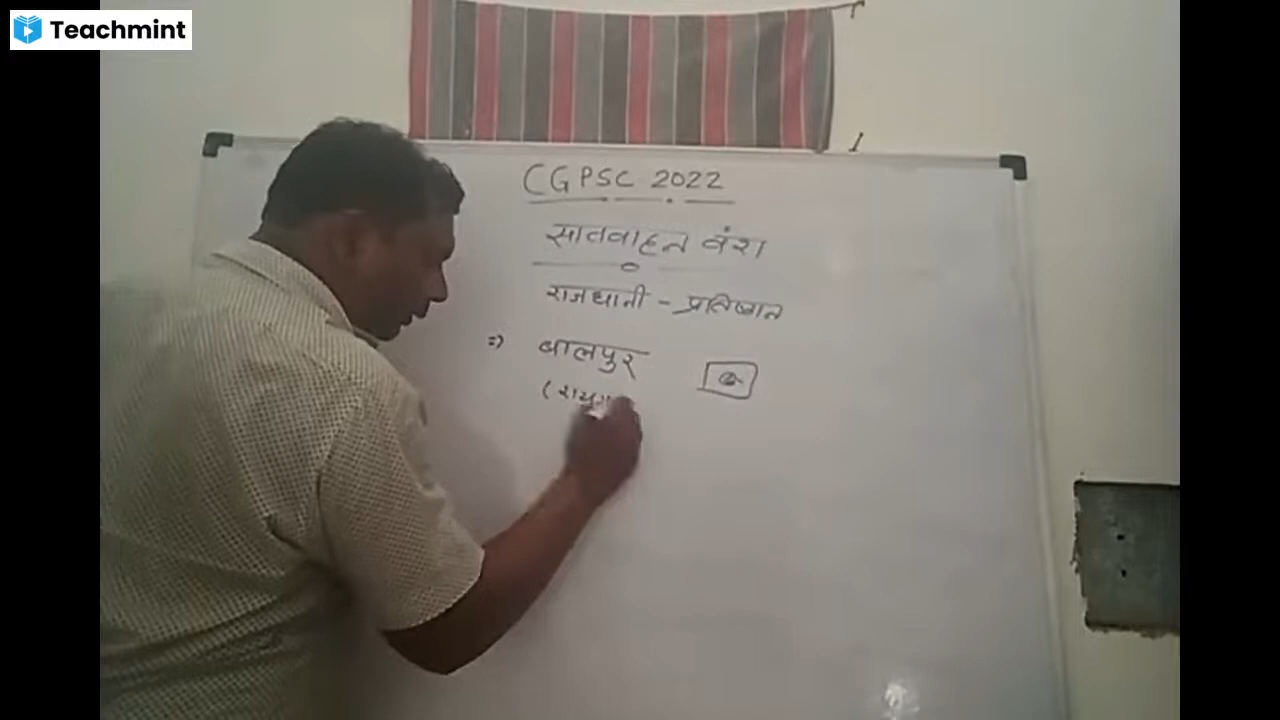 Teachmint
CGPSC 2022
सातवाहन वंश
राजधानी - प्रतिष्ठान
=> बालपुर